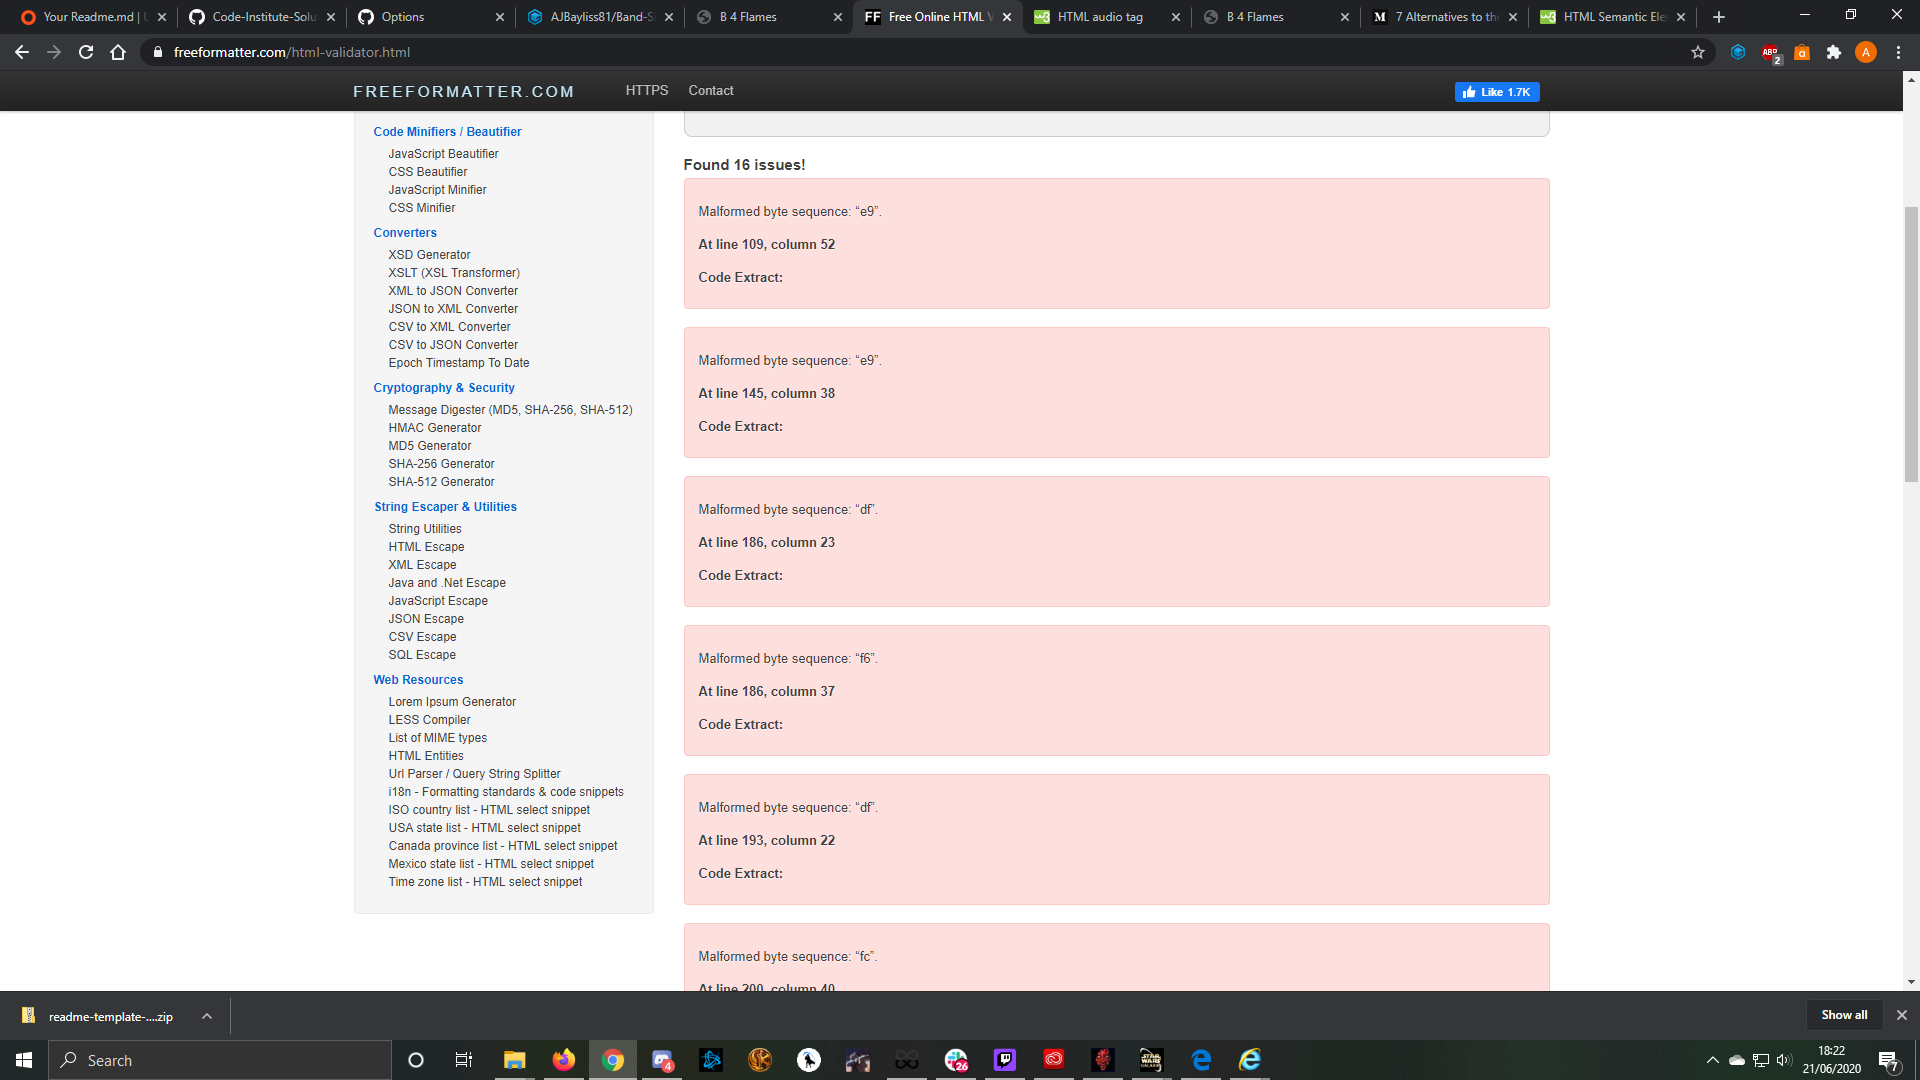 Your Readme.md | U
Code-Institute-Solu
Options
AJBayliss81/Band-S
B 4 Flames
Free Online HTML V
HTML audio tag
B 4 Flames
7 Alternatives to the
HTML Semantic Ele
freeformatter.com/html-validator.html
ABP
2
A
FREEFORMATTER.COM
HTTPS
Contact
Like 1.7K
Code Minifiers / Beautifier
JavaScript Beautifier
CSS Beautifier
JavaScript Minifier
CSS Minifier
Converters
XSD Generator
XSLT (XSL Transformer)
XML to JSON Converter
JSON to XML Converter
CSV to XML Converter
CSV to JSON Converter
Epoch Timestamp To Date
Cryptography & Security
Message Digester (MD5, SHA-256, SHA-512)
HMAC Generator
MD5 Generator
SHA-256 Generator
SHA-512 Generator
String Escaper & Utilities
String Utilities
HTML Escape
XML Escape
Java and .Net Escape
JavaScript Escape
JSON Escape
CSV Escape
SQL Escape
Web Resources
Lorem Ipsum Generator
LESS Compiler
List of MIME types
HTML Entities
Url Parser / Query String Splitter
i18n - Formatting standards & code snippets
ISO country list - HTML select snippet
USA state list - HTML select snippet
Canada province list - HTML select snippet
Mexico state list - HTML select snippet
Time zone list - HTML select snippet
Found 16 issues!
Malformed byte sequence: “e9”.
At line 109, column 52
Code Extract:
Malformed byte sequence: “e9”.
At line 145, column 38
Code Extract:
Malformed byte sequence: “df”.
At line 186, column 23
Code Extract:
Malformed byte sequence: “f6”.
At line 186, column 37
Code Extract:
Malformed byte sequence: “df”.
At line 193, column 22
Code Extract:
Malformed byte sequence: “fc”.
At line 200, column 40
readme-template-....zip
Show all
Search
4
26
18:22
21/06/2020
7